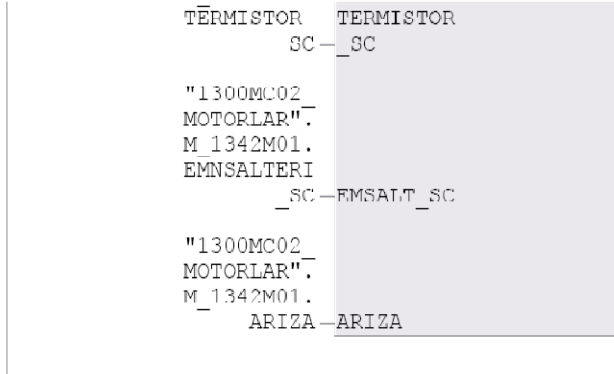 TERMISTOR TERMISTOR
SC _SC
"1300MC02_
MOTORLAR".
M_1342M01.
EMNSALTERI
_SC EMSALT_SC
"1300MC02_
MOTORLAR".
M_1342M01.
ARIZA ARIZA